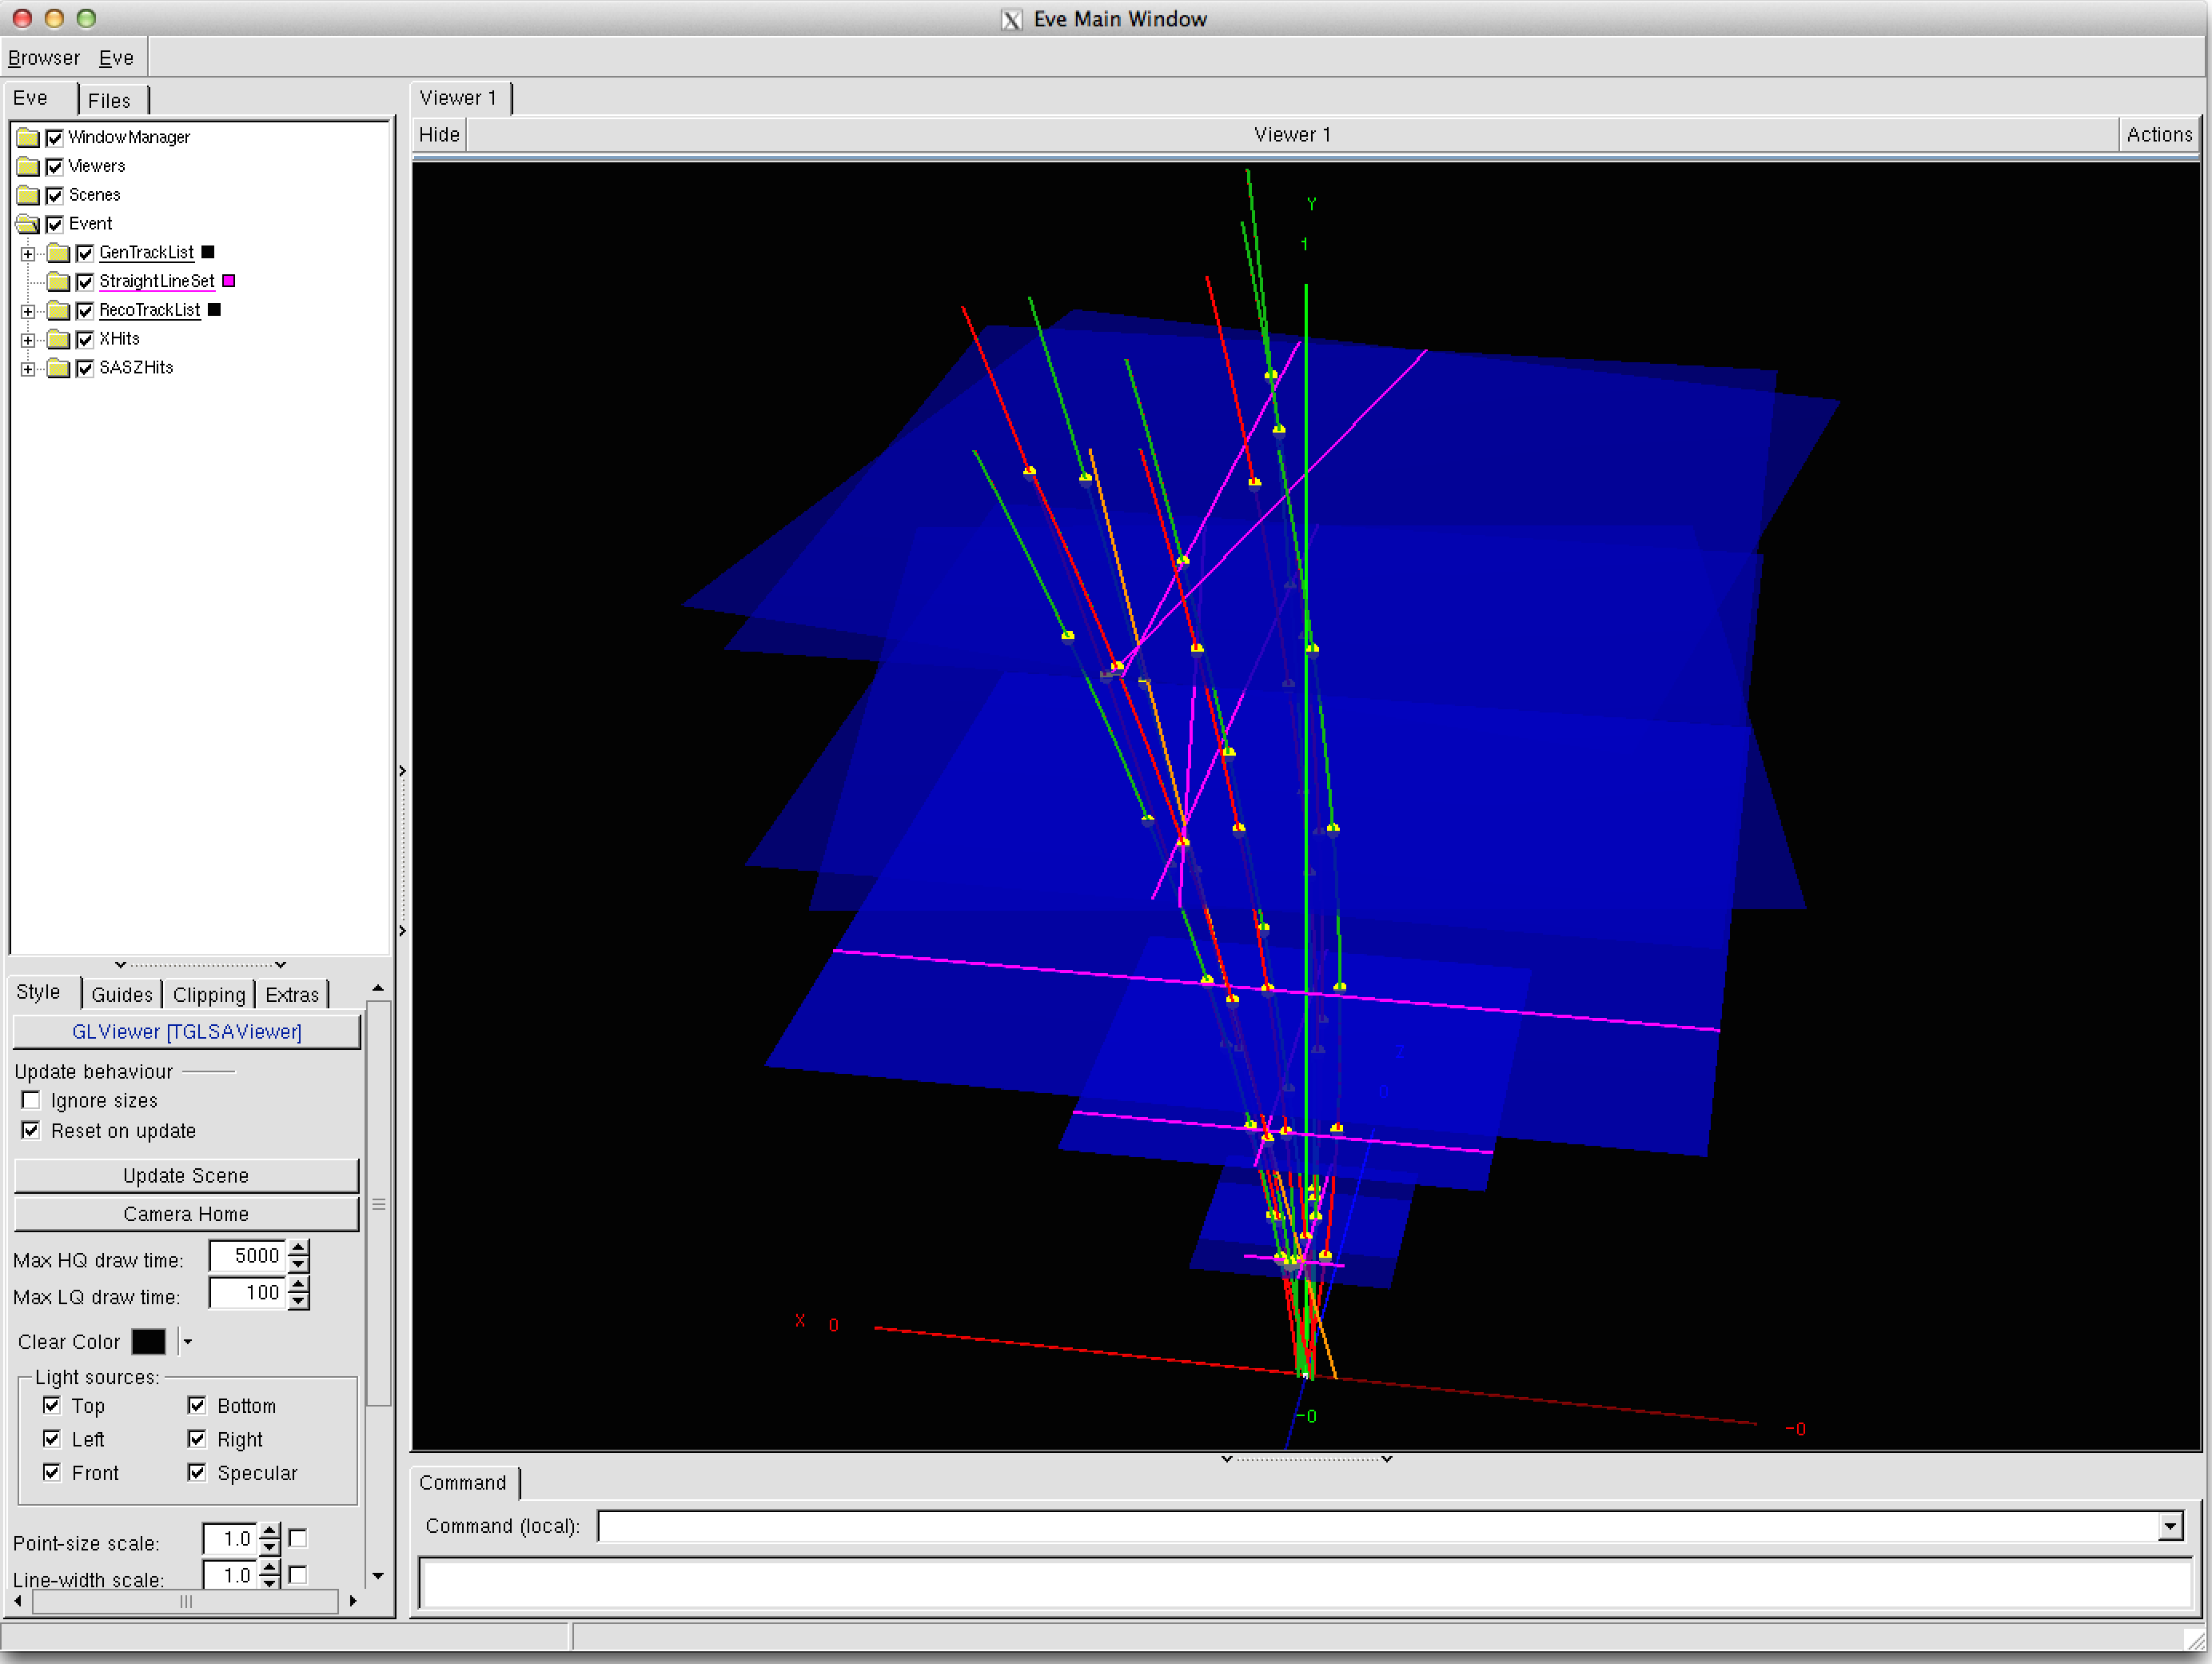 Eve Main Window
Browser Eve
Eve Files
WindowManager
Viewers
Scenes
Event
GenTrackList
StraightLineSet
RecoTrackList
XHits
SASZHits
Style Guides Clipping Extras
GLViewer [TGLSAViewer]
Update behaviour
Ignore sizes
Reset on update
Update Scene
Camera Home
Max HQ draw time: 5000
Max LQ draw time: 100
Clear Color
Light sources:
Top Bottom
Left Right
Front Specular
Point-size scale: 1.0
Line-width scale: 1.0
Viewer 1
Hide Viewer 1 Actions
Y
1
Z
0
X 0
-0
-0
Command
Command (local):